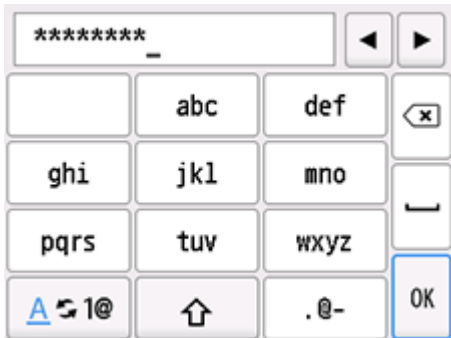 ********_
abc def
ghi jkl mno
pqrs tuv wxyz
A 1@ .@- OK